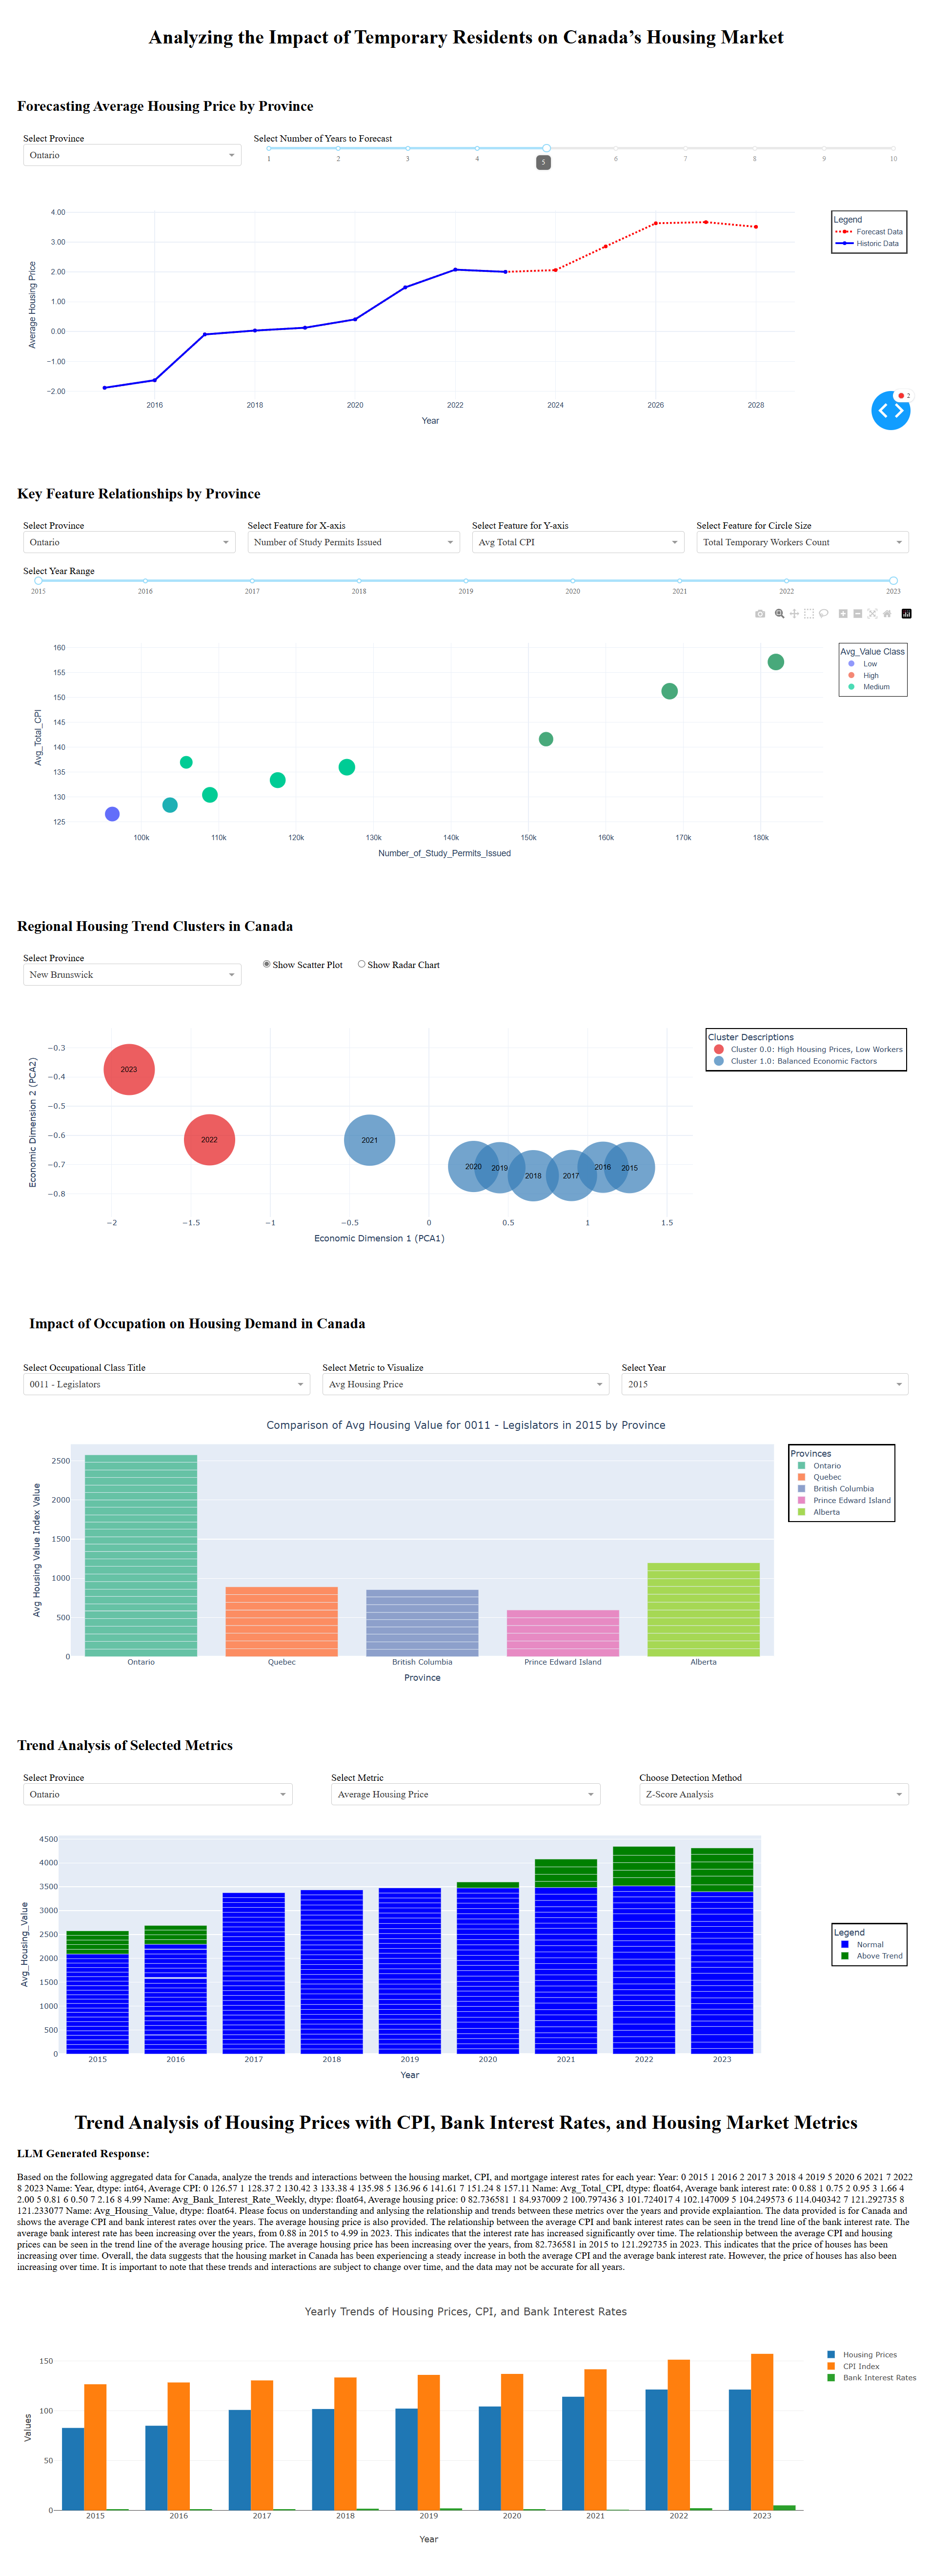 Analyzing the Impact of Temporary Residents on Canada’s Housing Market
Forecasting Average Housing Price by Province
Select Province
Select Number of Years to Forecast
Ontario
1 2 3 4 5 6 7 8 9 10
4.00
3.00
2.00
1.00
0.00
−1.00
−2.00
Average Housing Price
2016 2018 2020 2022 2024 2026 2028
Year
Legend
Forecast Data
Historic Data
2
Key Feature Relationships by Province
Select Province
Select Feature for X-axis
Select Feature for Y-axis
Select Feature for Circle Size
Ontario
Number of Study Permits Issued
Avg Total CPI
Total Temporary Workers Count
Select Year Range
2015 2016 2017 2018 2019 2020 2021 2022 2023
160
155
150
145
140
135
130
125
Avg_Total_CPI
100k 110k 120k 130k 140k 150k 160k 170k 180k
Number_of_Study_Permits_Issued
Avg_Value Class
Low
High
Medium
Regional Housing Trend Clusters in Canada
Select Province
New Brunswick
Show Scatter Plot
Show Radar Chart
−0.3
−0.4
−0.5
−0.6
−0.7
−0.8
Economic Dimension 2 (PCA2)
2023
2022
2021
2020
2019
2018
2017
2016
2015
−2 −1.5 −1 −0.5 0 0.5 1 1.5
Economic Dimension 1 (PCA1)
Cluster Descriptions
Cluster 0.0: High Housing Prices, Low Workers
Cluster 1.0: Balanced Economic Factors
Impact of Occupation on Housing Demand in Canada
Select Occupational Class Title
Select Metric to Visualize
Select Year
0011 - Legislators
Avg Housing Price
2015
Comparison of Avg Housing Value for 0011 - Legislators in 2015 by Province
2500
2000
1500
1000
500
0
Avg Housing Value Index Value
Ontario Quebec British Columbia Prince Edward Island Alberta
Province
Provinces
Ontario
Quebec
British Columbia
Prince Edward Island
Alberta
Trend Analysis of Selected Metrics
Select Province
Select Metric
Choose Detection Method
Ontario
Average Housing Price
Z-Score Analysis
4500
4000
3500
3000
2500
2000
1500
1000
500
0
Avg_Housing_Value
2015 2016 2017 2018 2019 2020 2021 2022 2023
Year
Legend
Normal
Above Trend
Trend Analysis of Housing Prices with CPI, Bank Interest Rates, and Housing Market Metrics
LLM Generated Response:
Based on the following aggregated data for Canada, analyze the trends and interactions between the housing market, CPI, and mortgage interest rates for each year: Year: 0 2015 1 2016 2 2017 3 2018 4 2019 5 2020 6 2021 7 2022
8 2023 Name: Year, dtype: int64, Average CPI: 0 126.57 1 128.37 2 130.42 3 133.38 4 135.98 5 136.96 6 141.61 7 151.24 8 157.11 Name: Avg_Total_CPI, dtype: float64, Average bank interest rate: 0 0.88 1 0.75 2 0.95 3 1.66 4
2.00 5 0.81 6 0.50 7 2.16 8 4.99 Name: Avg_Bank_Interest_Rate_Weekly, dtype: float64, Average housing price: 0 82.736581 1 84.937009 2 100.797436 3 101.724017 4 102.147009 5 104.249573 6 114.040342 7 121.292735 8
121.233077 Name: Avg_Housing_Value, dtype: float64. Please focus on understanding and anlysing the relationship and trends between these metrics over the years and provide explaiantion. The data provided is for Canada and
shows the average CPI and bank interest rates over the years. The average housing price is also provided. The relationship between the average CPI and bank interest rates can be seen in the trend line of the bank interest rate. The
average bank interest rate has been increasing over the years, from 0.88 in 2015 to 4.99 in 2023. This indicates that the interest rate has increased significantly over time. The relationship between the average CPI and housing
prices can be seen in the trend line of the average housing price. The average housing price has been increasing over the years, from 82.736581 in 2015 to 121.292735 in 2023. This indicates that the price of houses has been
increasing over time. Overall, the data suggests that the housing market in Canada has been experiencing a steady increase in both the average CPI and the average bank interest rate. However, the price of houses has also been
increasing over time. It is important to note that these trends and interactions are subject to change over time, and the data may not be accurate for all years.
Yearly Trends of Housing Prices, CPI, and Bank Interest Rates
150
100
50
0
Values
2015 2016 2017 2018 2019 2020 2021 2022 2023
Year
Housing Prices
CPI Index
Bank Interest Rates